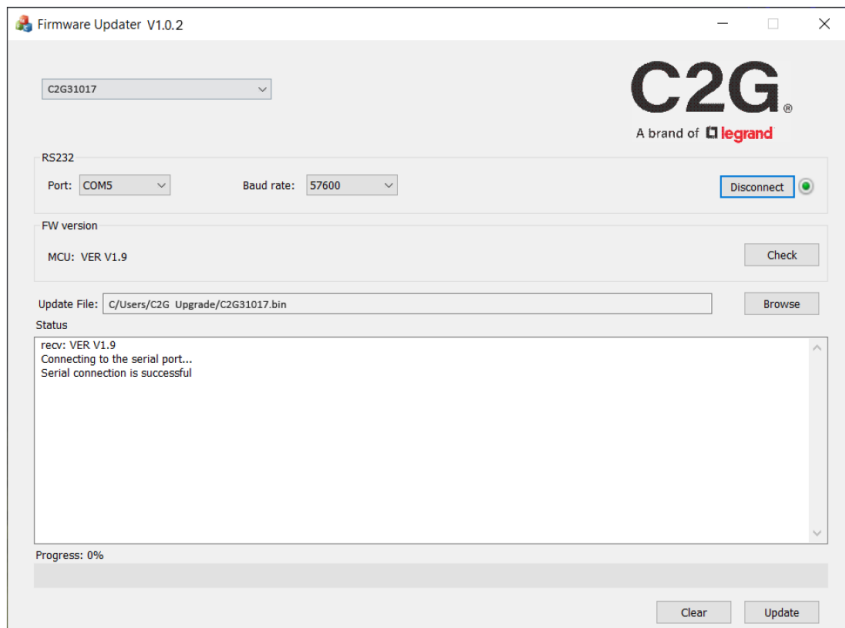 Firmware Updater V1.0.2
C2G31017
C2G®
A brand of legrand
RS232
Port: COM5 Baud rate: 57600 Disconnect
FW version
MCU: VER V1.9 Check
Update File: C/Users/C2G Upgrade/C2G31017.bin Browse
Status
recv: VER V1.9
Connecting to the serial port...
Serial connection is successful
Progress: 0%
Clear Update